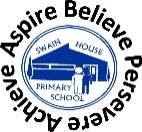 Aspire Believe Persevere Achieve
SWAIN
HOUSE
PRIMARY
SCHOOL